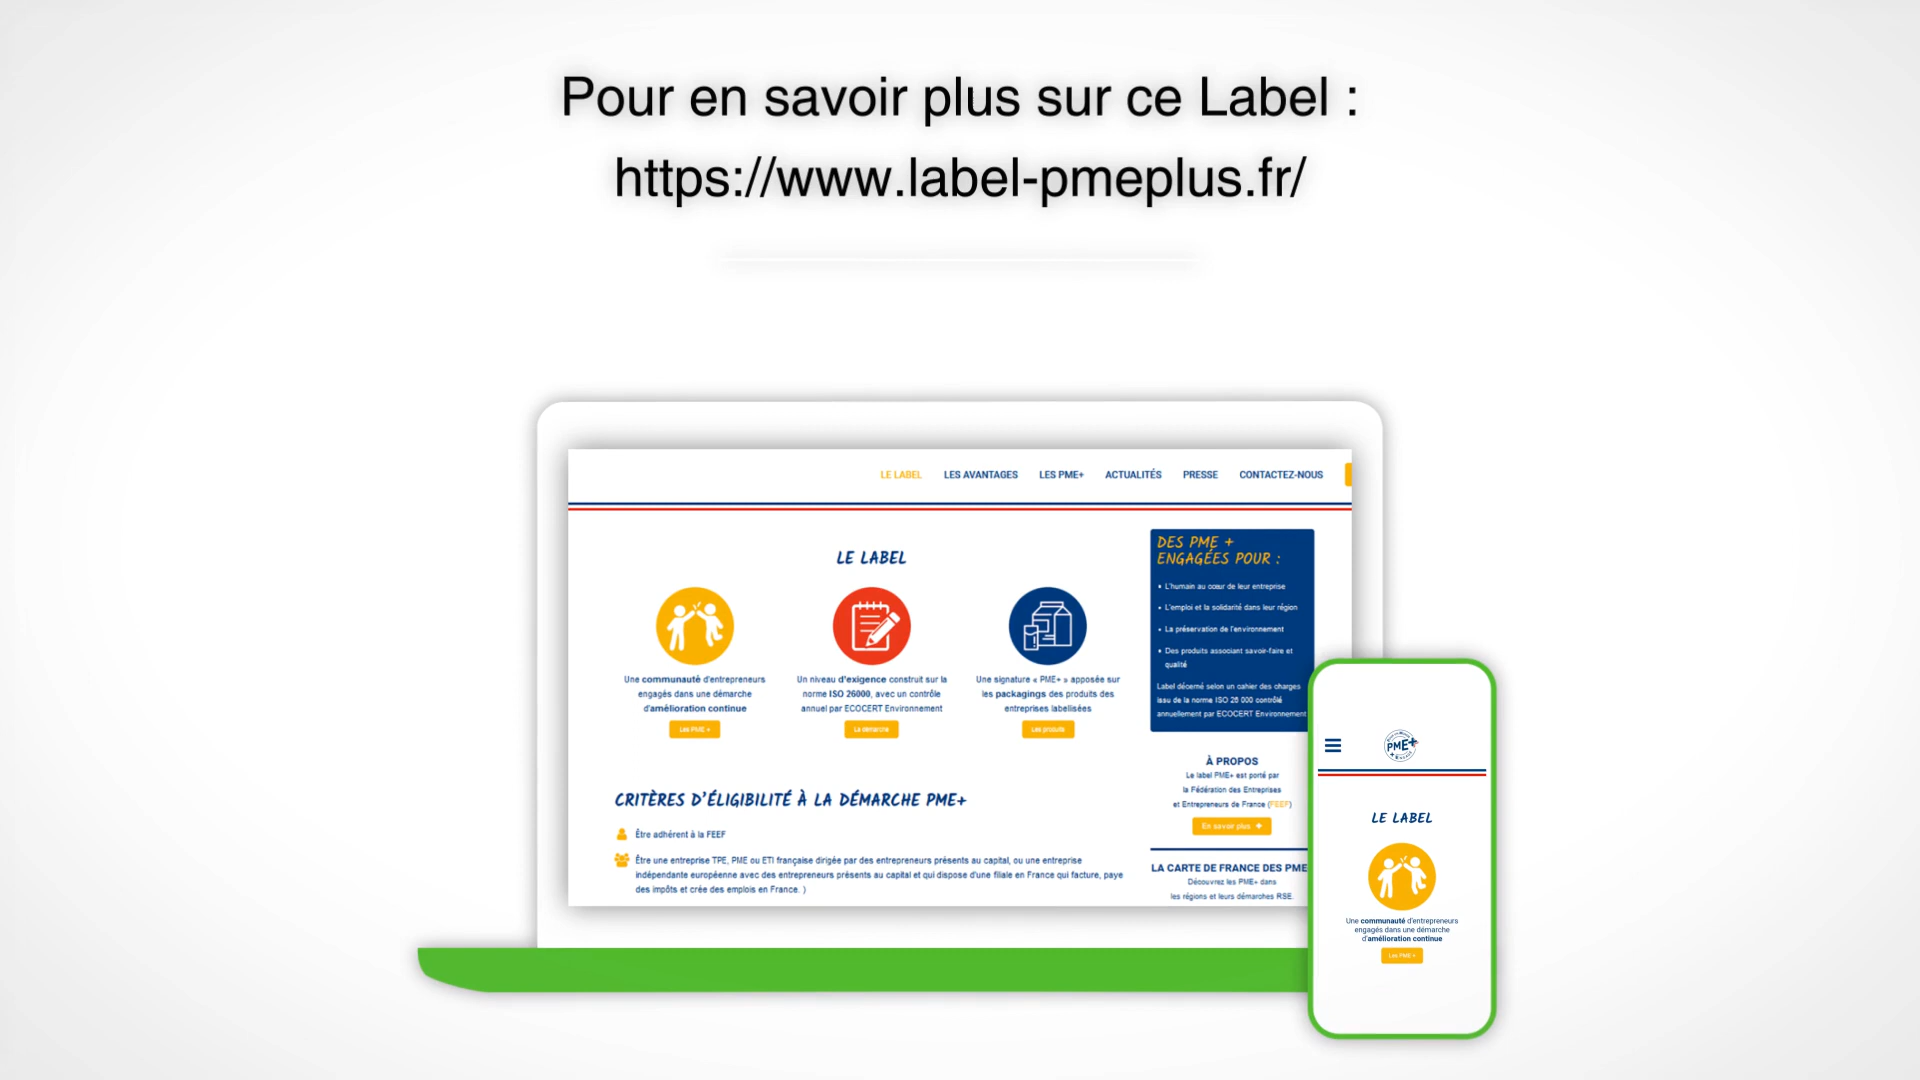 Pour en savoir plus sur ce Label :
https://www.label-pmeplus.fr/
LE LABEL LES AVANTAGES LES PME+ ACTUALITÉS PRESSE CONTACTEZ-NOUS
LE LABEL
Une communauté d'entrepreneurs
engagés dans une démarche
d'amélioration continue
Les PME +
Un niveau d'exigence construit sur la
norme ISO 26000, avec un contrôle
annuel par ECOCERT Environnement
La démarche
Une signature « PME+ » apposée sur
les packagings des produits des
entreprises labelisées
Les produits
CRITÈRES D'ÉLIGIBILITÉ À LA DÉMARCHE PME+
Être adhérent à la FEEF
Être une entreprise TPE, PME ou ETI française dirigée par des entrepreneurs présents au capital, ou une entreprise
indépendante européenne avec des entrepreneurs présents au capital et qui dispose d'une filiale en France qui facture, paye
des impôts et crée des emplois en France. )
DES PME +
ENGAGÉES POUR :
• L'humain au cœur de leur entreprise
• L'emploi et la solidarité dans leur région
• La préservation de l'environnement
• Des produits associant savoir-faire et
qualité
Label décerné selon un cahier des charges
issu de la norme ISO 26 000 contrôlé
annuellement par ECOCERT Environnement
À PROPOS
Le label PME+ est porté par
la Fédération des Entreprises
et Entrepreneurs de France (FEEF)
En savoir plus
LA CARTE DE FRANCE DES PME
Découvrez les PME+ dans
les régions et leurs démarches RSE.
PME+
LE LABEL
Une communauté d'entrepreneurs
engagés dans une démarche
d'amélioration continue
Les PME +